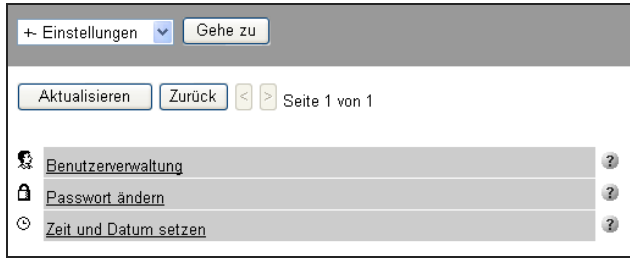 +- Einstellungen Gehe zu
Aktualisieren Zurück < > Seite 1 von 1
Benutzerverwaltung ?
Passwort ändern ?
Zeit und Datum setzen ?